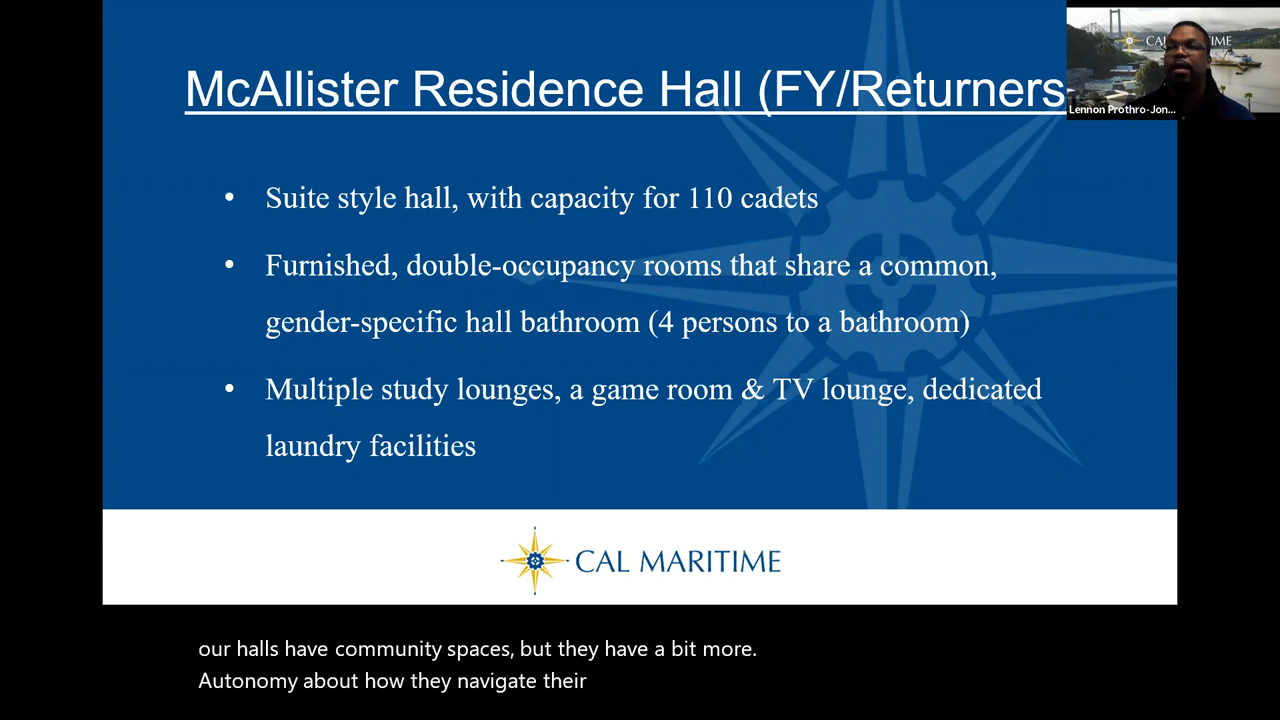 McAllister Residence Hall (FY/Returners
• Suite style hall, with capacity for 110 cadets
• Furnished, double-occupancy rooms that share a common,
gender-specific hall bathroom (4 persons to a bathroom)
• Multiple study lounges, a game room & TV lounge, dedicated
laundry facilities
CAL MARITIME
our halls have community spaces, but they have a bit more.
Autonomy about how they navigate their
Lennon Prothro-Jon...